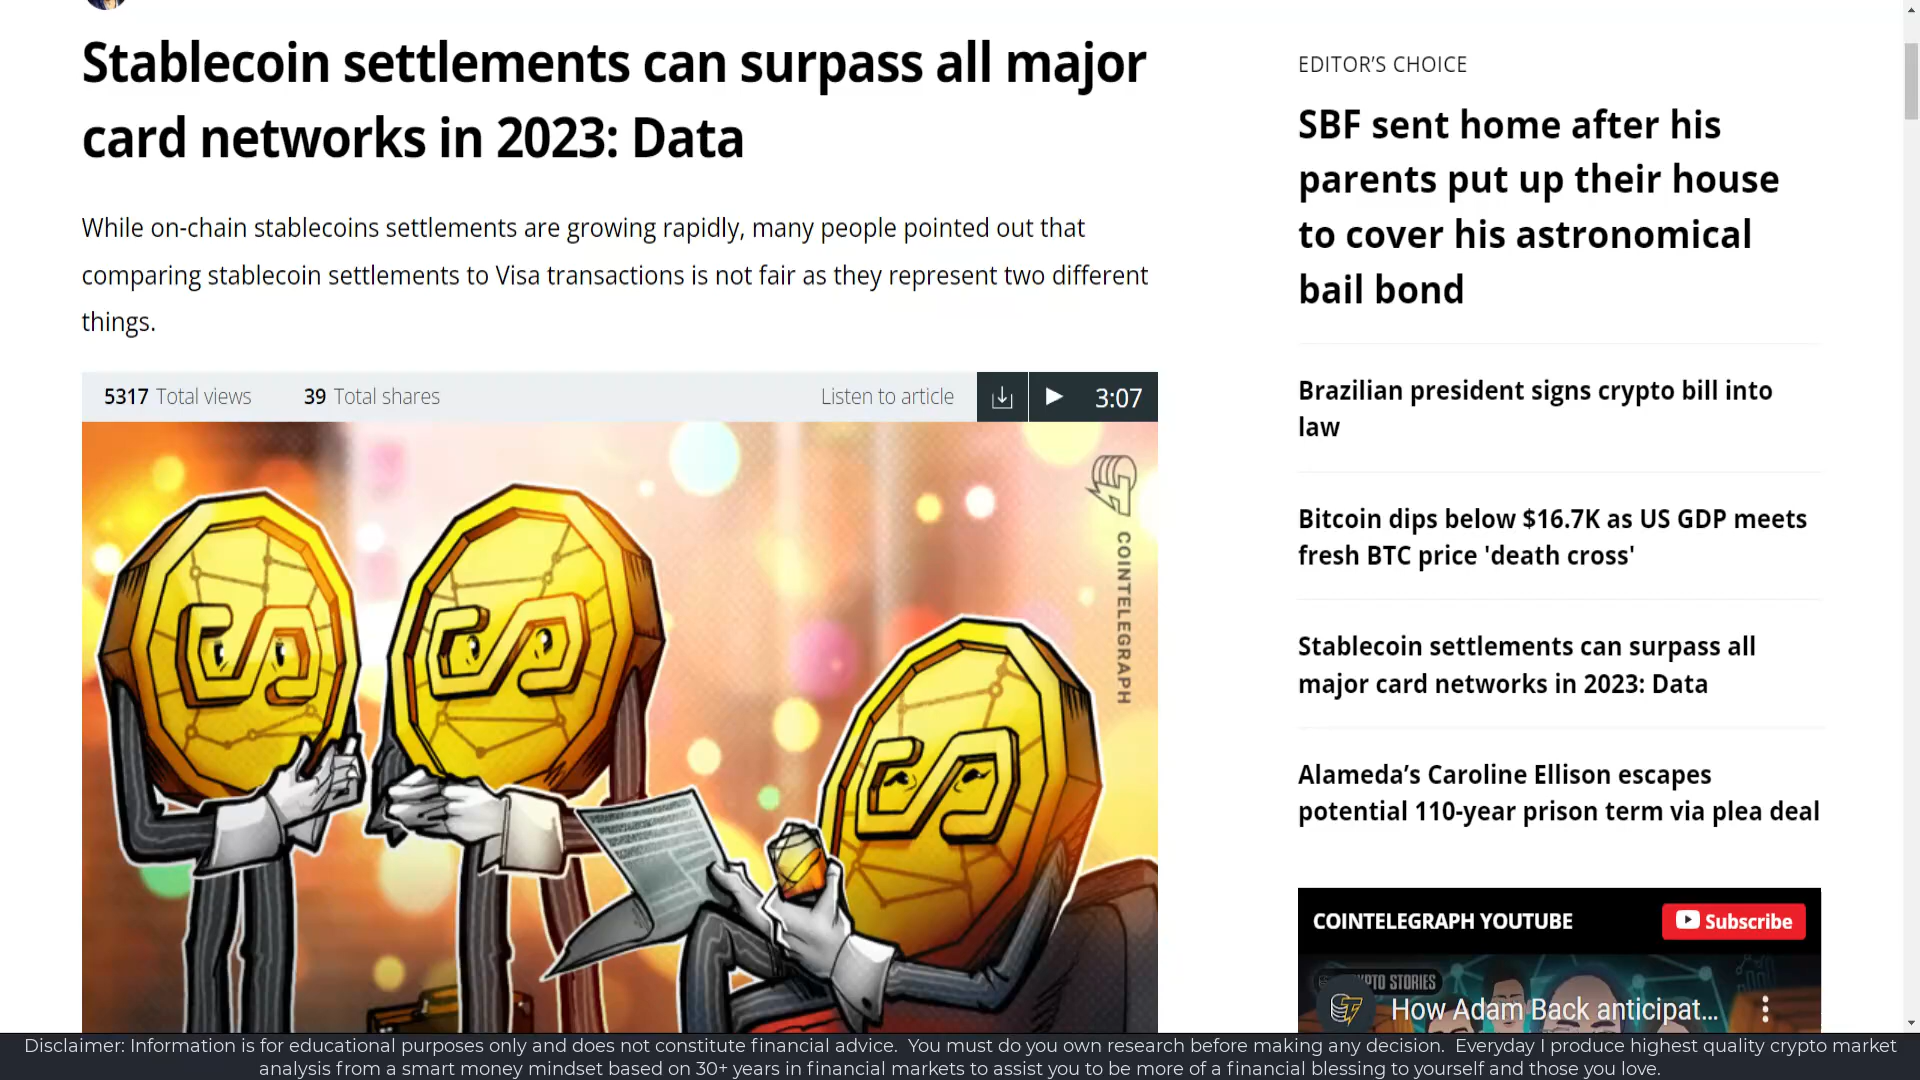 Stablecoin settlements can surpass all major
card networks in 2023: Data
While on-chain stablecoins settlements are growing rapidly, many people pointed out that
comparing stablecoin settlements to Visa transactions is not fair as they represent two different
things.
5317 Total views 39 Total shares Listen to article 3:07
COINTELEGRAPH
EDITOR'S CHOICE
SBF sent home after his
parents put up their house
to cover his astronomical
bail bond
Brazilian president signs crypto bill into
law
Bitcoin dips below $16.7K as US GDP meets
fresh BTC price 'death cross'
Stablecoin settlements can surpass all
major card networks in 2023: Data
Alameda's Caroline Ellison escapes
potential 110-year prison term via plea deal
COINTELEGRAPH YOUTUBE Subscribe
STORIES
How Adam Back anticipat...
Disclaimer: Information is for educational purposes only and does not constitute financial advice. You must do you own research before making any decision. Everyday I produce highest quality crypto market
analysis from a smart money mindset based on 30+ years in financial markets to assist you to be more of a financial blessing to yourself and those you love.